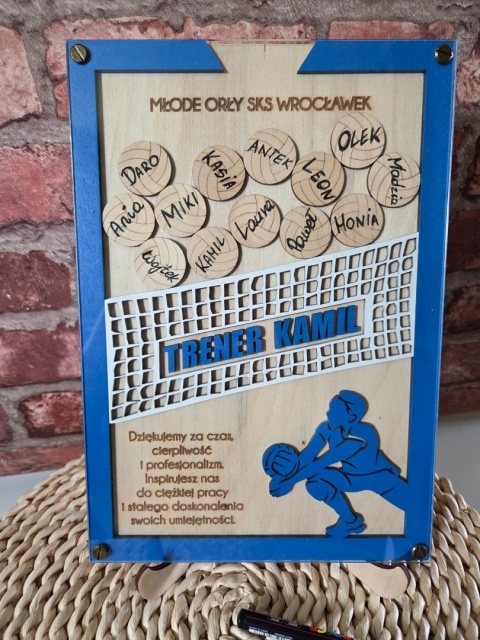 MŁODE ORŁY SKS WROCŁAWEK
OLEK
DARO
KASIA
ANTEK
LEON
Madzia
Ania
MIKI
Laura
Paweł
HONIA
Wojtek
KAMIL
TRENER KAMIL
Dziękujemy za czas,
cierpliwość
i profesjonalizm.
Inspirujesz nas
do ciężkiej pracy
i stałego doskonalenia
swoich umiejętności.